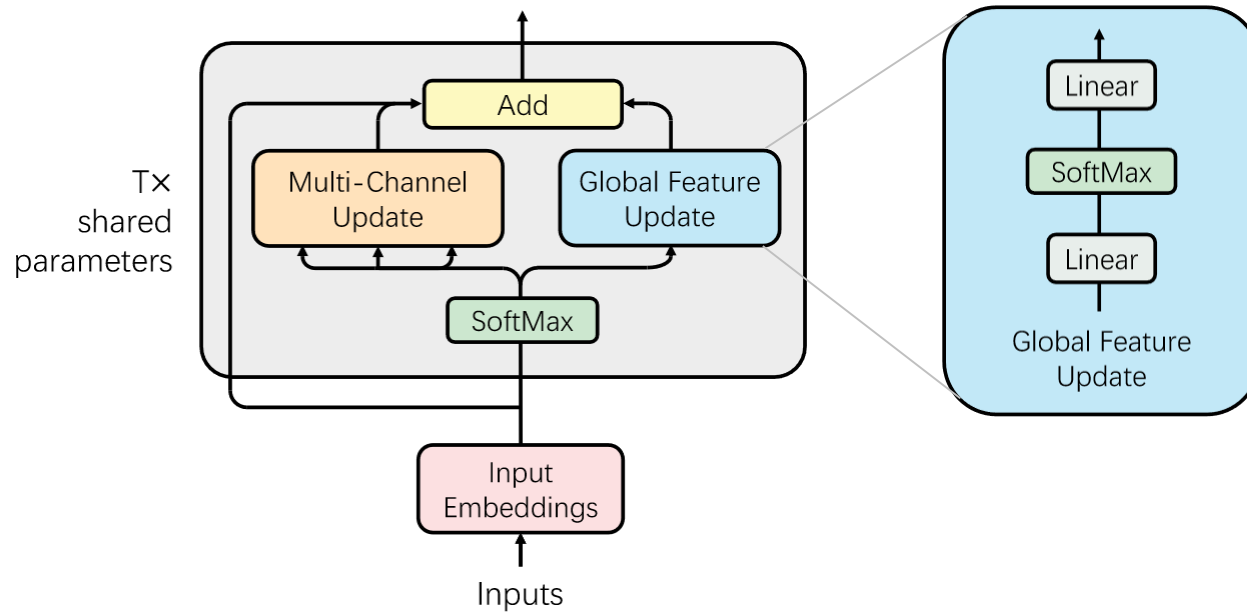 Add
Multi-Channel
Update
Global Feature
Update
T×
shared
parameters
SoftMax
Input
Embeddings
Inputs
Linear
SoftMax
Linear
Global Feature
Update